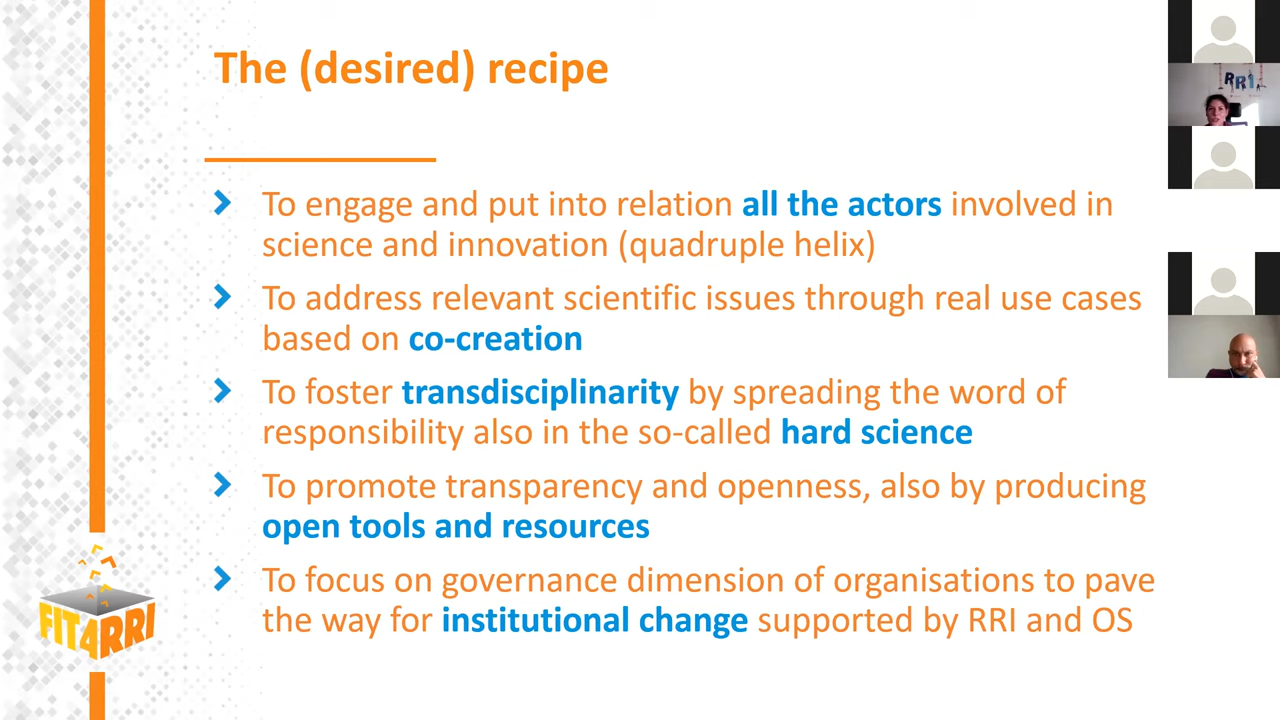 The (desired) recipe
To engage and put into relation all the actors involved in
science and innovation (quadruple helix)
To address relevant scientific issues through real use cases
based on co-creation
To foster transdisciplinarity by spreading the word of
responsibility also in the so-called hard science
To promote transparency and openness, also by producing
open tools and resources
To focus on governance dimension of organisations to pave
the way for institutional change supported by RRI and OS
FIT4RRI
RRI